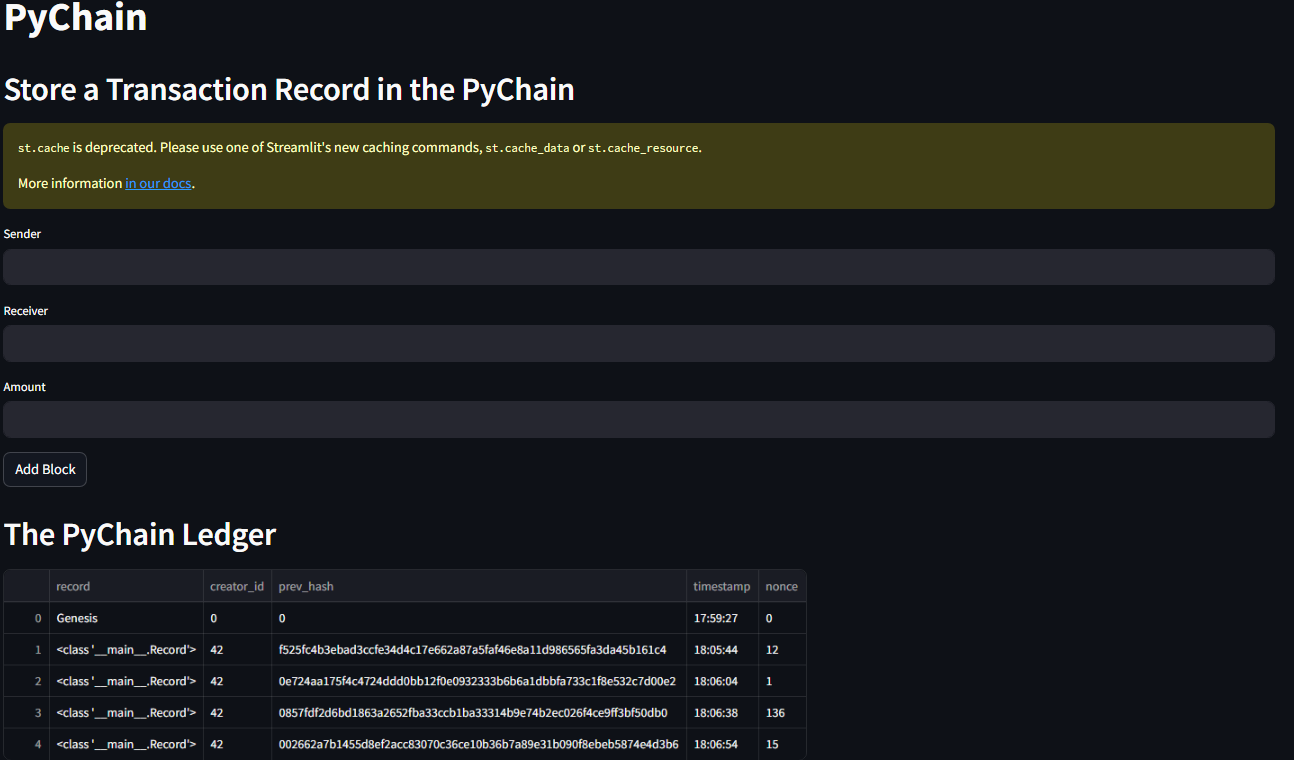 PyChain
Store a Transaction Record in the PyChain
st.cache is deprecated. Please use one of Streamlit's new caching commands, st.cache_data or st.cache_resource.
More information in our docs.
Sender
Receiver
Amount
Add Block
The PyChain Ledger
record creator_id prev_hash timestamp nonce
0 Genesis 0 0 17:59:27 0
1 <class '__main__.Record'> 42 f525fc4b3ebad3ccfe34d4c17e662a87a5faf46e8a11d986565fa3da45b161c4 18:05:44 12
2 <class '__main__.Record'> 42 0e724aa175f4c4724ddd0bb12f0e0932333b6b6a1dbbfa733c1f8e532c7d00e2 18:06:04 1
3 <class '__main__.Record'> 42 0857fdf2d6bd1863a2652fba33ccb1ba33314b9e74b2ec026f4ce9ff3bf50db0 18:06:38 136
4 <class '__main__.Record'> 42 002662a7b1455d8ef2acc83070c36ce10b36b7a89e31b090f8ebeb5874e4d3b6 18:06:54 15